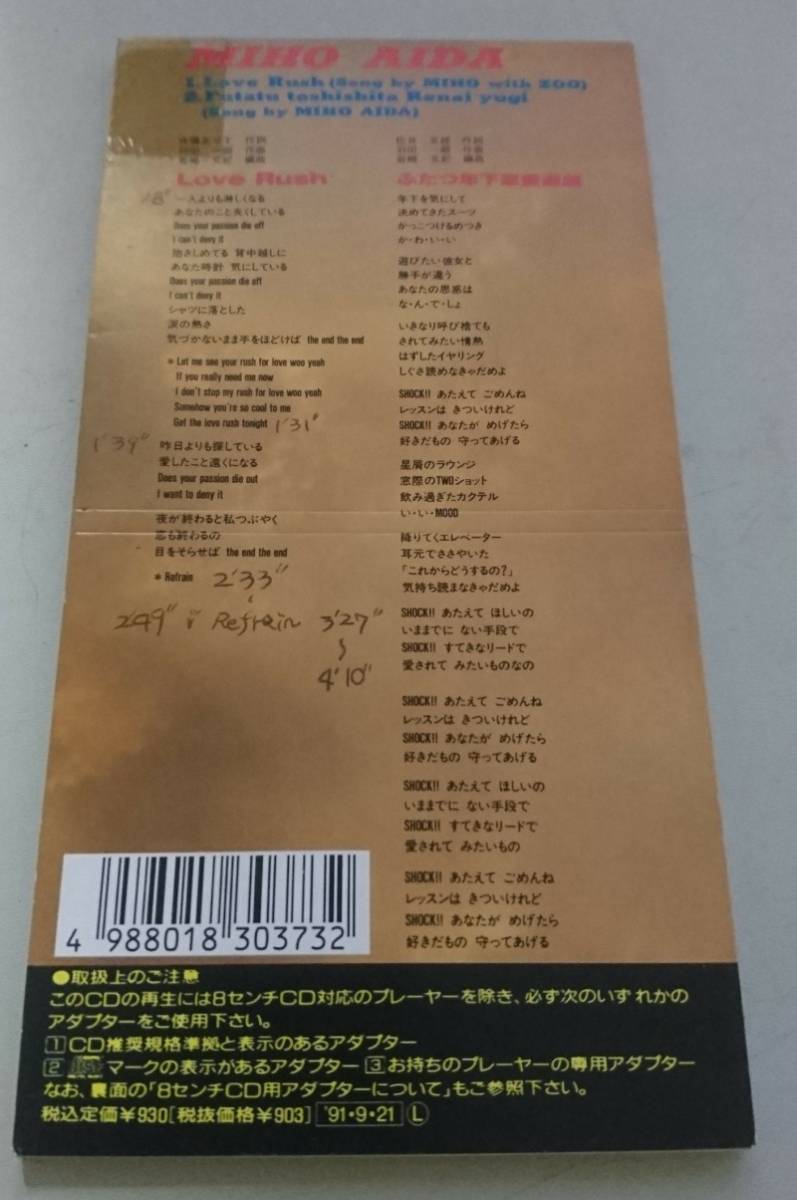 MIHO AIDA
1. Love Rush (Song by MIHO with ZOO)
2. Futatu toshishita Renai yugi
(Song by MIHO AIDA)
作詞
作曲
編曲
Love Rush
18"
一人よりも淋しくなる
あなたのこと失くしている
Does your passion die off
I can't deny it
抱きしめてる 背中越しに
あなた時計 気にしている
Does your passion die off
I can't deny it
シャツに落とした
涙の熱さ
気づかないまま手をほどけば the end the end
* Let me see your rush for love woo yeah
If you really need me now
I don't stop my rush for love woo yeah
Somehow you're so cool to me
Get the love rush tonight 1'31"
1'39" 昨日よりも探している
愛したこと遠くになる
Does your passion die out
I want to deny it
夜が終わると私つぶやく
恋も終わるの
目をそらせば the end the end
* Refrain 2'33"
2'49" Refrain 3'27"
〜
4'10"
作詞
作曲
編曲
ふたつ年下恋愛遊戯
年下を気にして
決めてきたスーツ
かっこつけるめつき
か・わ・い・い
遊びたい彼女と
勝手が違う
あなたの思惑は
な・ん・で・しょ
いきなり呼び捨ても
されてみたい情熱
はずしたイヤリング
しぐさ読めなきゃだめよ
SHOCK!! あたえて ごめんね
レッスンは きついけれど
SHOCK!! あなたが めげたら
好きだもの 守ってあげる
星屑のラウンジ
窓際のTWOショット
飲み過ぎたカクテル
い・い・MOOD
降りてくエレベーター
耳元でささやいた
「これからどうするの?」
気持ち読まなきゃだめよ
SHOCK!! あたえて ほしいの
いままでに ない手段で
SHOCK!! すてきなリードで
愛されて みたいものなの
SHOCK!! あたえて ごめんね
レッスンは きついけれど
SHOCK!! あなたが めげたら
好きだもの 守ってあげる
SHOCK!! あたえて ほしいの
いままでに ない手段で
SHOCK!! すてきなリードで
愛されて みたいもの
SHOCK!! あたえて ごめんね
レッスンは きついけれど
SHOCK!! あなたが めげたら
好きだもの 守ってあげる
4 988018 303732
●取扱上のご注意
このCDの再生には8センチCD対応のプレーヤーを除き、必ず次のいずれかの
アダプターをご使用下さい。
1 CD推奨規格準拠と表示のあるアダプター
2 マークの表示があるアダプター 3 お持ちのプレーヤーの専用アダプター
なお、裏面の「8センチCD用アダプターについて」もご参照下さい。
税込定価¥930[税抜価格¥903] '91・9・21 L